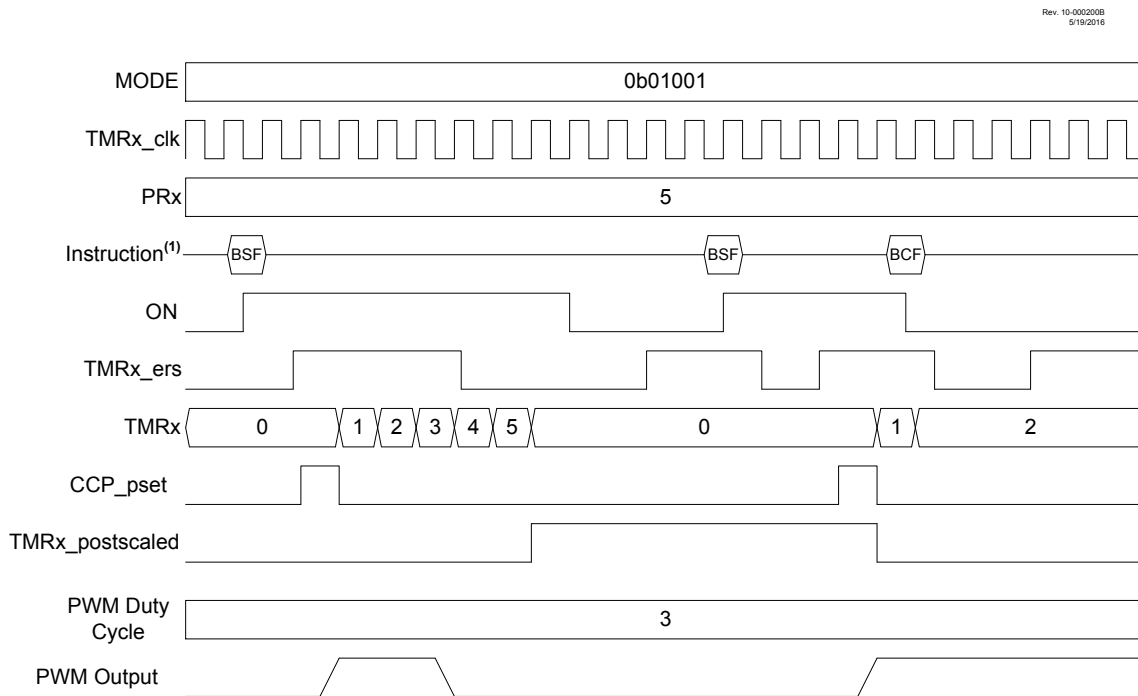 Rev. 10-000200B
5/19/2016
MODE 0b01001
TMRx_clk
PRx 5
Instruction(1) BSF BSF BCF
ON
TMRx_ers
TMRx 0 1 2 3 4 5 0 1 2
CCP_pset
TMRx_postscaled
PWM Duty
Cycle 3
PWM Output